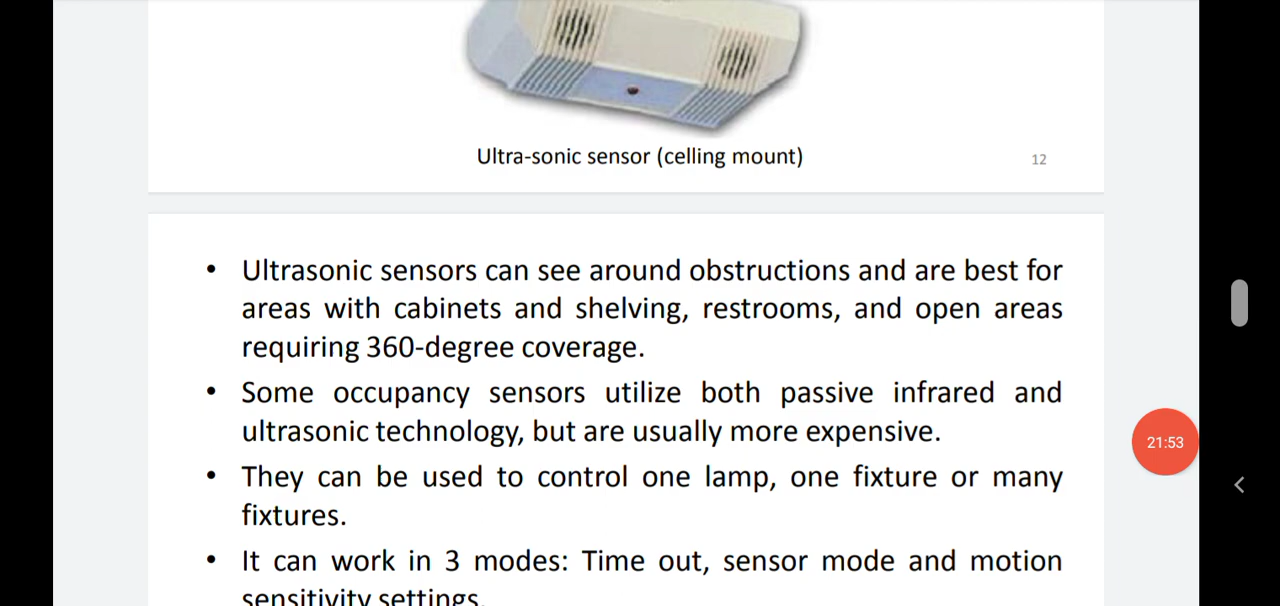 Ultra-sonic sensor (celling mount)
12
• Ultrasonic sensors can see around obstructions and are best for
areas with cabinets and shelving, restrooms, and open areas
requiring 360-degree coverage.
• Some occupancy sensors utilize both passive infrared and
ultrasonic technology, but are usually more expensive.
21:53
• They can be used to control one lamp, one fixture or many
fixtures.
• It can work in 3 modes: Time out, sensor mode and motion
sensitivity settings.